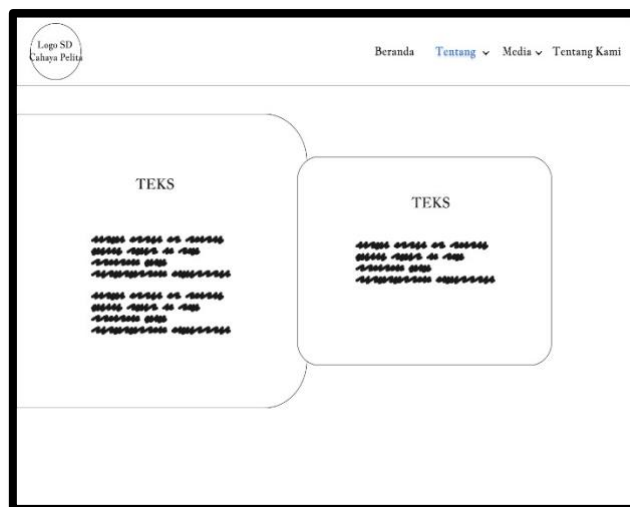 Logo SD
Cahaya Pelita
Beranda Tentang Media Tentang Kami
TEKS
TEKS